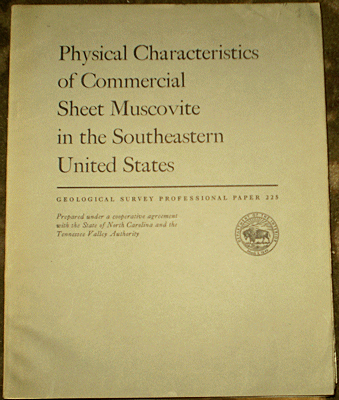 Physical Characteristics
of Commercial
Sheet Muscovite
in the Southeastern
United States
GEOLOGICAL SURVEY PROFESSIONAL PAPER 225
Prepared under a cooperative agreement
with the State of North Carolina and the
Tennessee Valley Authority